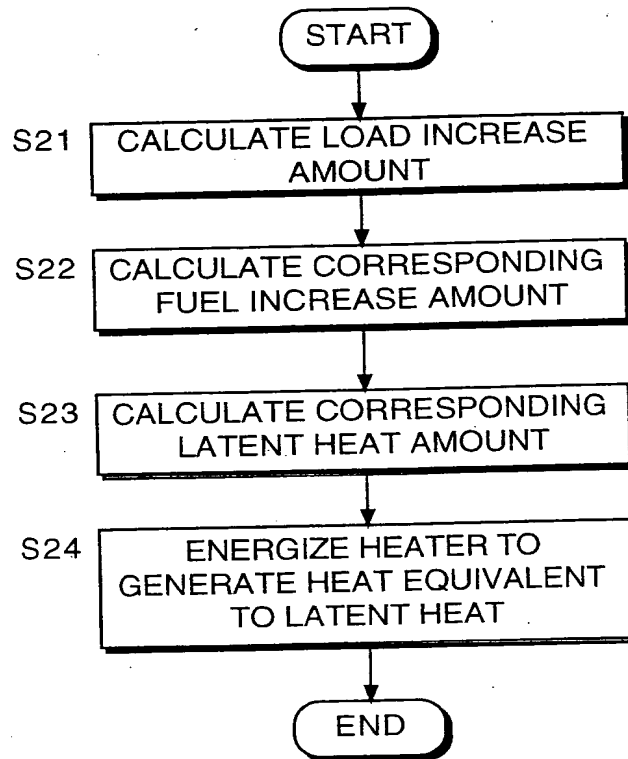 START
S21
CALCULATE LOAD INCREASE
AMOUNT
S22
CALCULATE CORRESPONDING
FUEL INCREASE AMOUNT
S23
CALCULATE CORRESPONDING
LATENT HEAT AMOUNT
S24
ENERGIZE HEATER TO
GENERATE HEAT EQUIVALENT
TO LATENT HEAT
END